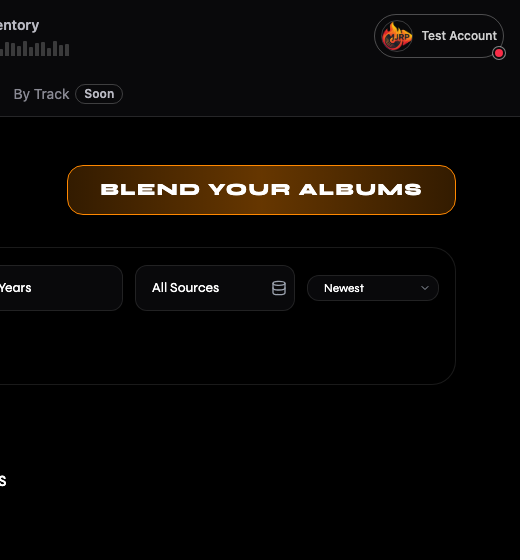 entory
Test Account
By Track Soon
BLEND YOUR ALBUMS
Years
All Sources
Newest
s